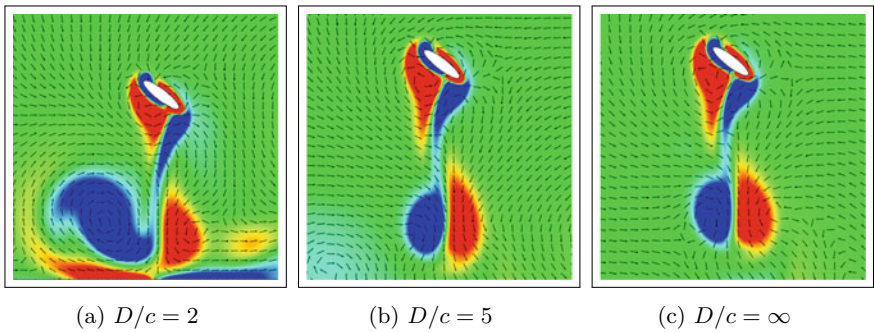 (a) D/c = 2
(b) D/c = 5
(c) D/c = ∞